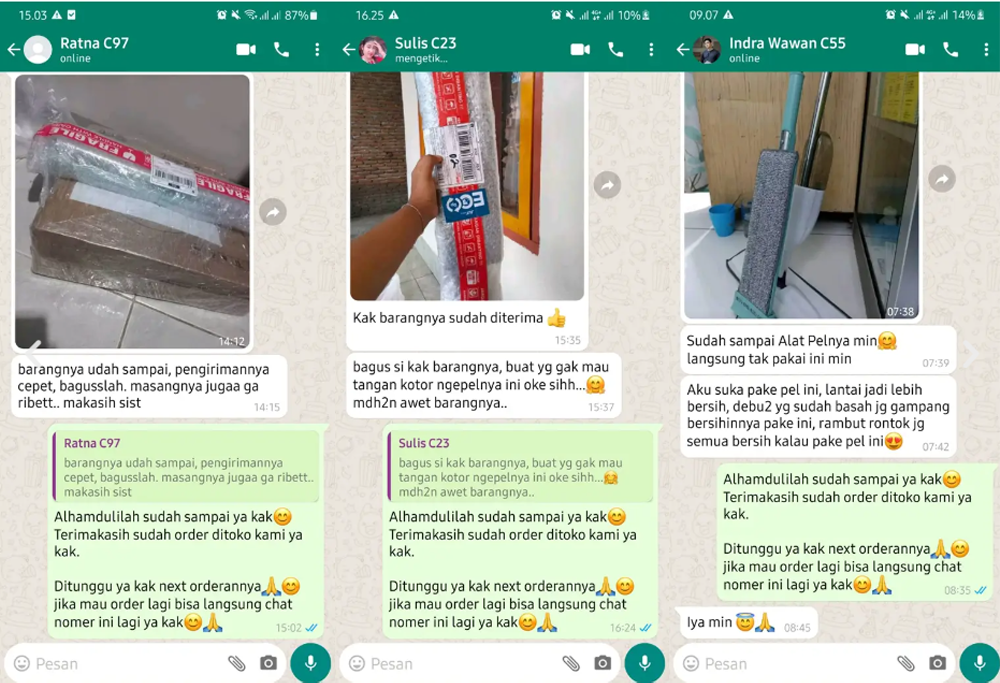 15.03
87%
Ratna C97
online
FRAGILE
FRAGILE
14:12
barangnya udah sampai, pengirimannya
cepet, bagusslah. masangnya jugaa ga
ribett.. makasih sist
14:15
Ratna C97
barangnya udah sampai, pengirimannya
cepet, bagusslah. masangnya jugaa ga ribett..
makasih sist
Alhamdulilah sudah sampai ya kak😊
Terimakasih sudah order ditoko kami ya
kak.
Ditunggu ya kak next orderannya🙏😊
jika mau order lagi bisa langsung chat
nomer ini lagi ya kak😊🙏
15:02
Pesan
16.25
10%
Sulis C23
mengetik...
EGO
Kak barangnya sudah diterima 👍
15:35
bagus si kak barangnya, buat yg gak mau
tangan kotor ngepelnya ini oke sihh...🤗
mdh2n awet barangnya..
15:37
Sulis C23
bagus si kak barangnya, buat yg gak mau
tangan kotor ngepelnya ini oke sihh...🤗
mdh2n awet barangnya..
Alhamdulilah sudah sampai ya kak😊
Terimakasih sudah order ditoko kami ya
kak.
Ditunggu ya kak next orderannya🙏😊
jika mau order lagi bisa langsung chat
nomer ini lagi ya kak😊🙏
16:24
Pesan
09.07
14%
Indra Wawan C55
online
07:38
Sudah sampai Alat Pelnya min🤗
langsung tak pakai ini min
07:39
Aku suka pake pel ini, lantai jadi lebih
bersih, debu2 yg sudah basah jg gampang
bersihinnya pake ini, rambut rontok jg
semua bersih kalau pake pel ini😍
07:42
Alhamdulilah sudah sampai ya kak😊
Terimakasih sudah order ditoko kami ya
kak.
Ditunggu ya kak next orderannya🙏😊
jika mau order lagi bisa langsung chat
nomer ini lagi ya kak😊🙏
08:35
Iya min 😇🙏
08:45
Pesan